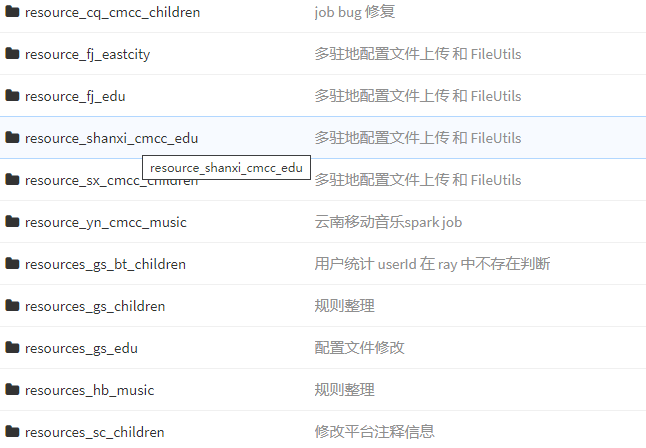 resource_cq_cmcc_children job bug 修复
resource_fj_eastcity 多驻地配置文件上传 和 FileUtils
resource_fj_edu 多驻地配置文件上传 和 FileUtils
resource_shanxi_cmcc_edu 多驻地配置文件上传 和 FileUtils
resource_shanxi_cmcc_edu
resource_sx_cmcc_children 多驻地配置文件上传 和 FileUtils
resource_yn_cmcc_music 云南移动音乐spark job
resources_gs_bt_children 用户统计 userId 在 ray 中不存在判断
resources_gs_children 规则整理
resources_gs_edu 配置文件修改
resources_hb_music 规则整理
resources_sc_children 修改平台注释信息